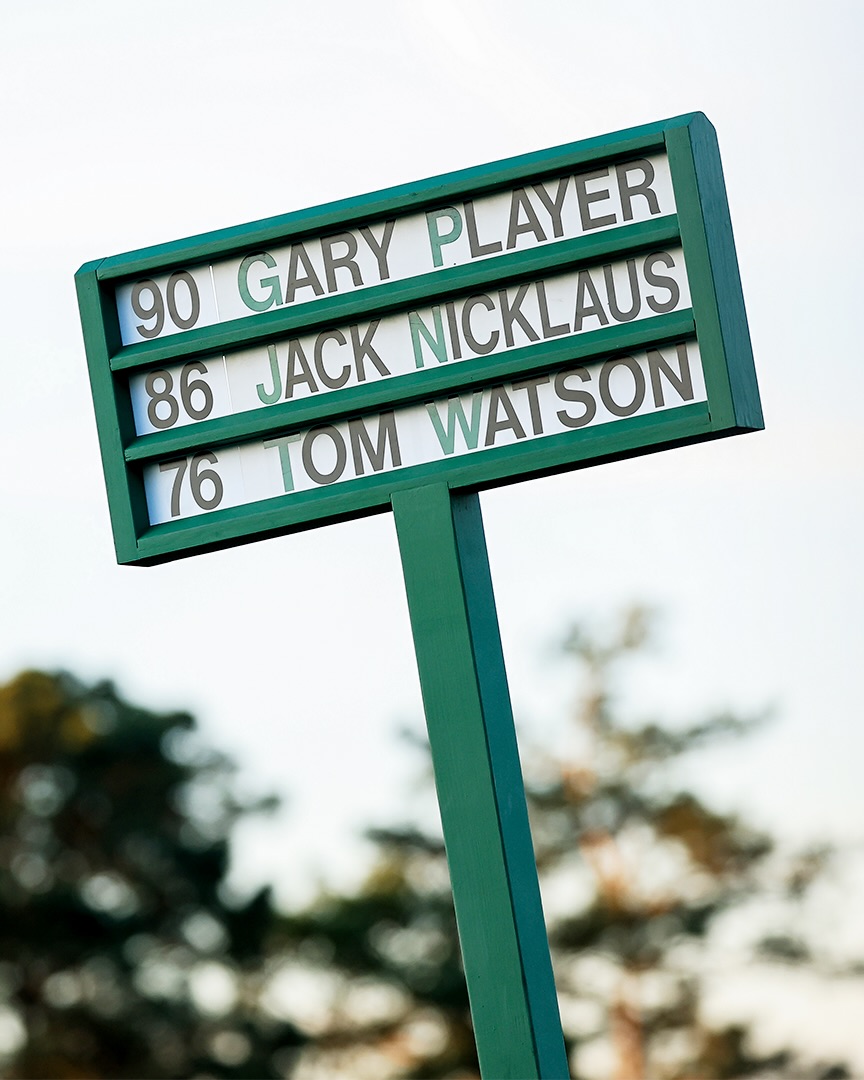 90 GARY PLAYER
86 JACK NICKLAUS
76 TOM WATSON